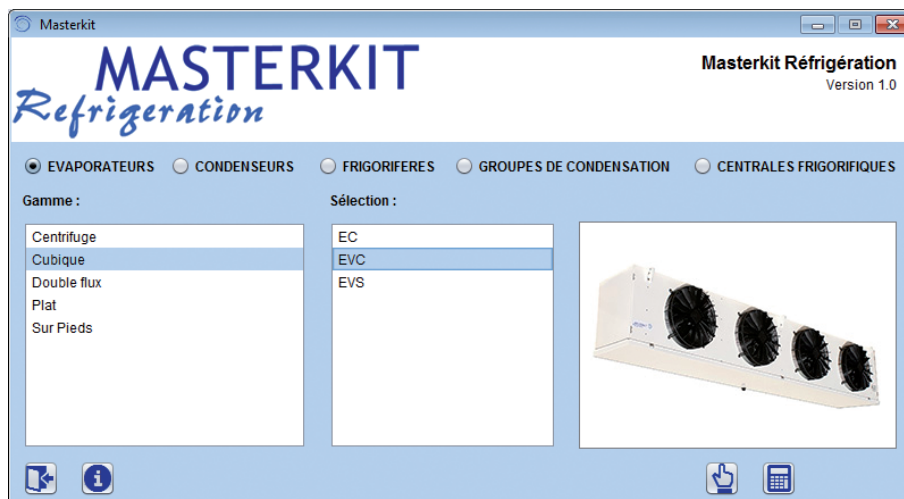 Masterkit
MASTERKIT
Refrigeration
Masterkit Réfrigération
Version 1.0
EVAPORATEURS CONDENSEURS FRIGORIFERES GROUPES DE CONDENSATION CENTRALES FRIGORIFIQUES
Gamme : Sélection :
Centrifuge EC
Cubique EVC
Double flux EVS
Plat
Sur Pieds